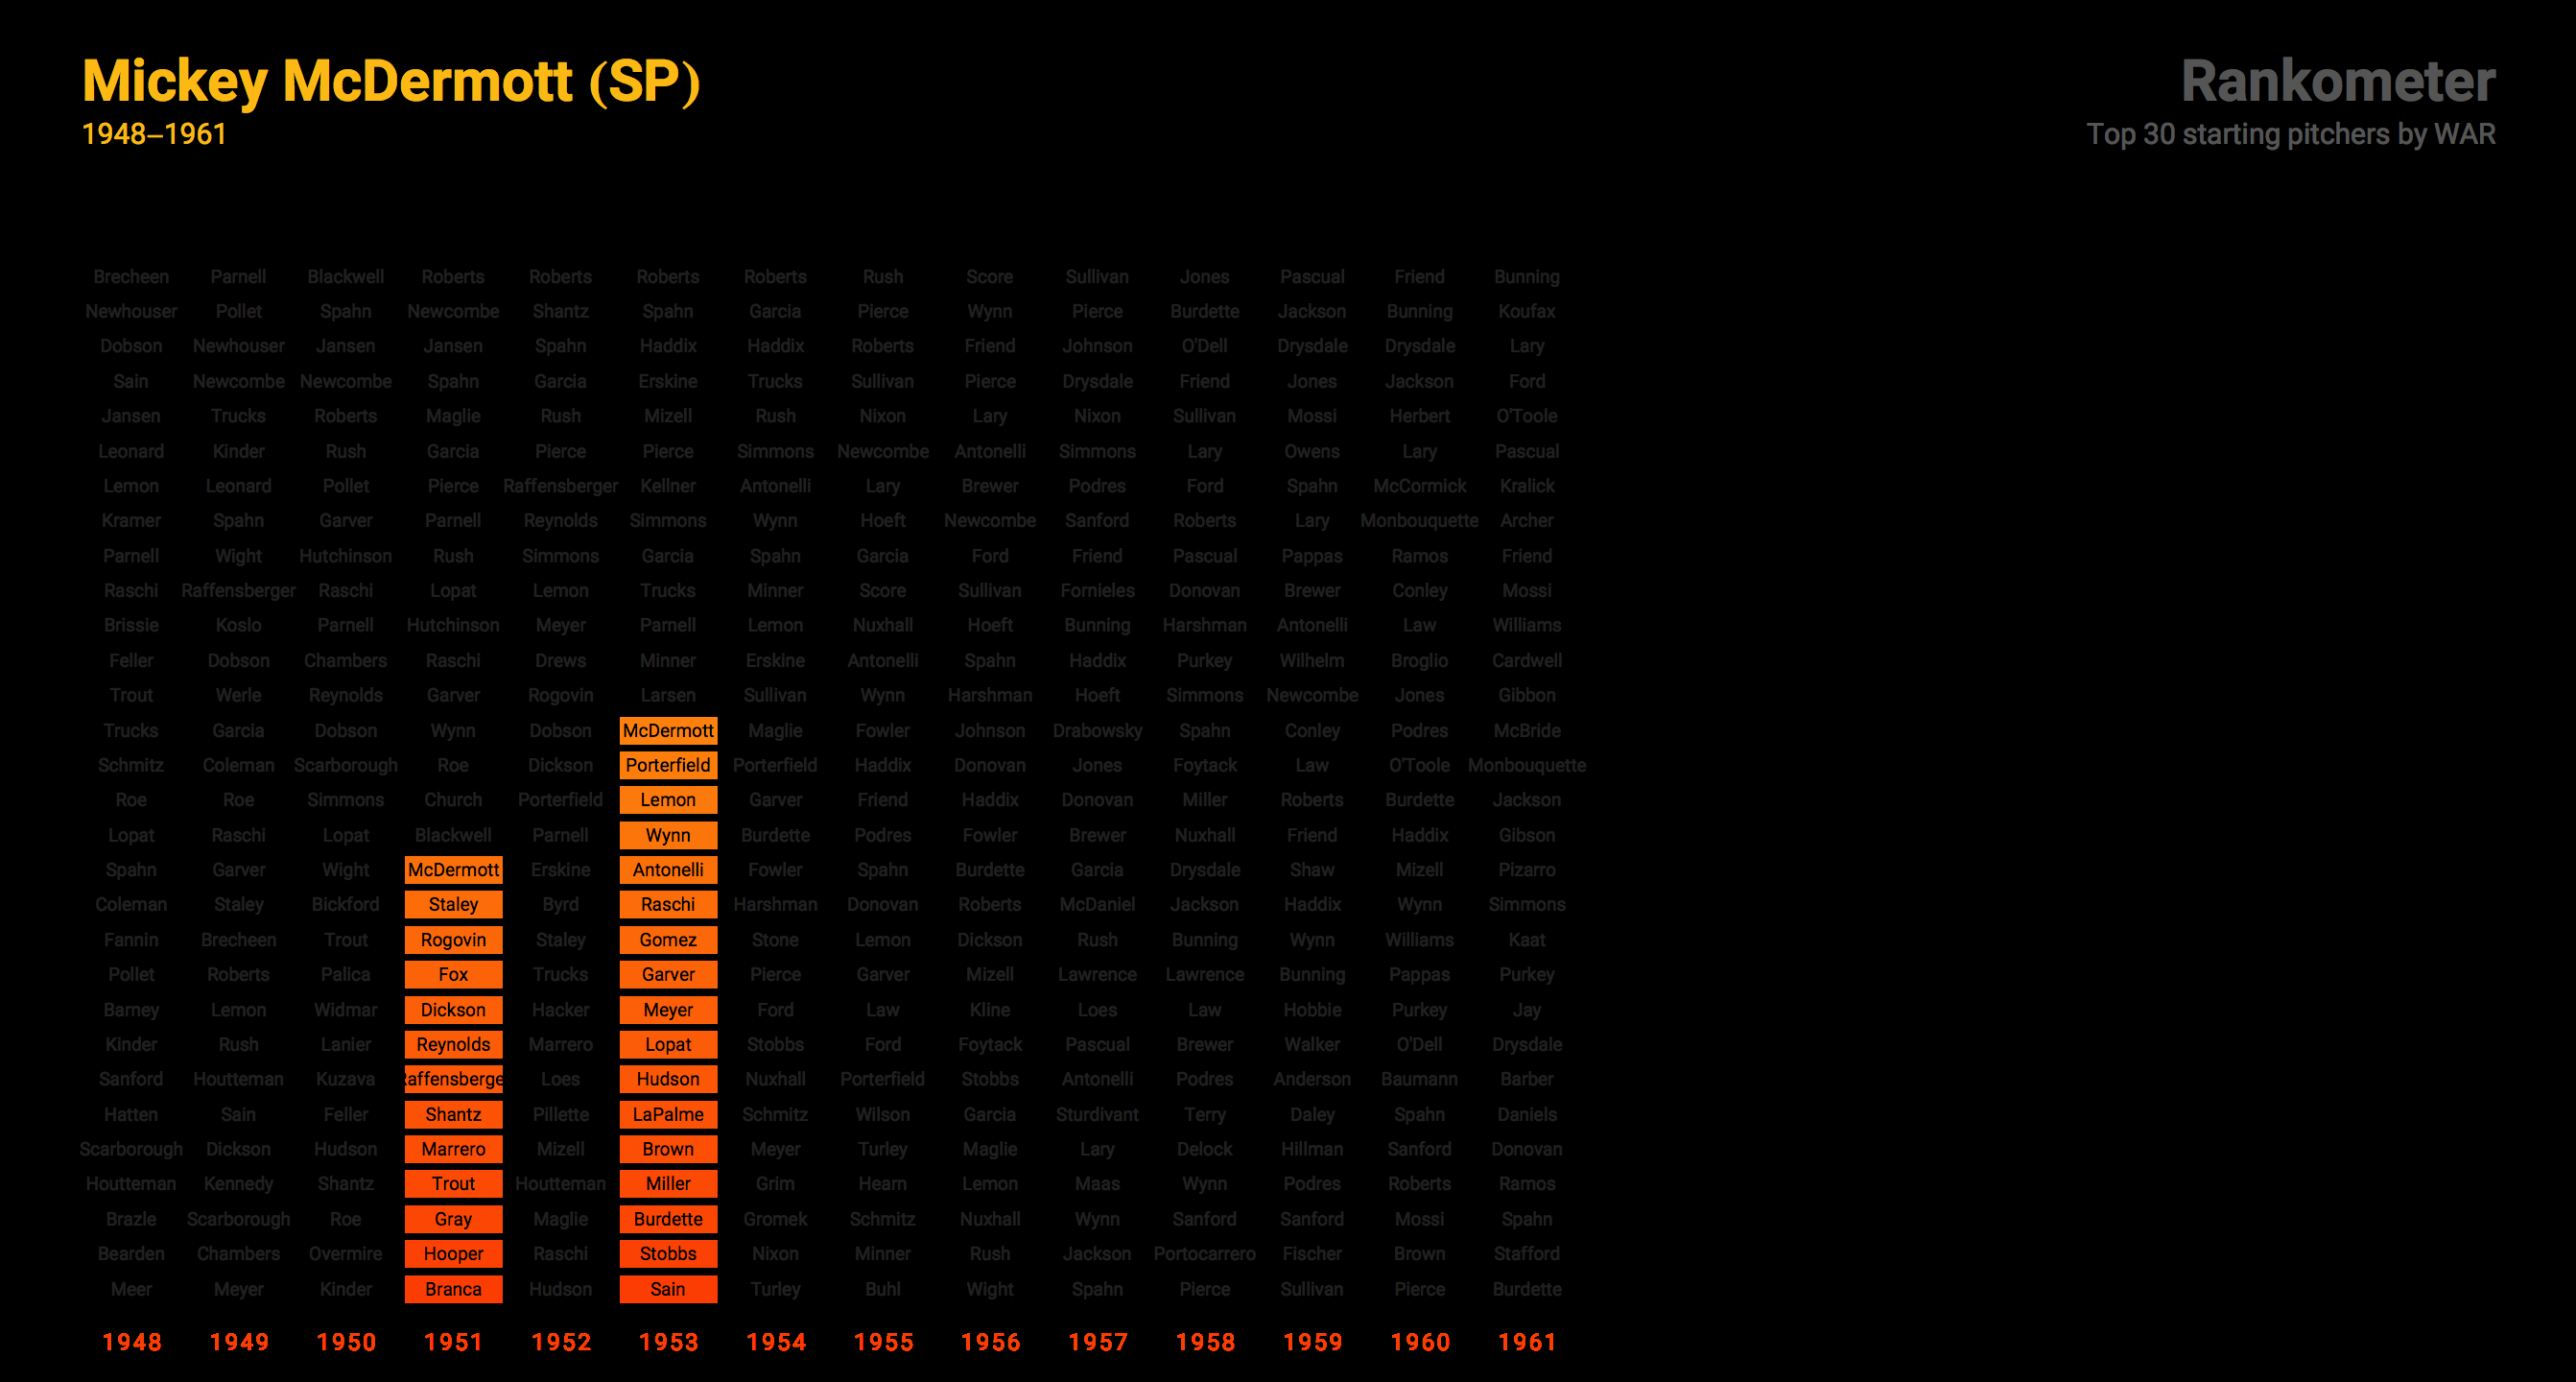 Mickey McDermott (SP)
1948–1961
Rankometer
Top 30 starting pitchers by WAR
Brecheen Parnell Blackwell Roberts Roberts Roberts Roberts Rush Score Sullivan Jones Pascual Friend Bunning
Newhouser Pollet Spahn Newcombe Shantz Spahn Garcia Pierce Wynn Pierce Burdette Jackson Bunning Koufax
Dobson Newhouser Jansen Jansen Spahn Haddix Haddix Roberts Friend Johnson O'Dell Drysdale Drysdale Lary
Sain Newcombe Newcombe Spahn Garcia Erskine Trucks Sullivan Pierce Drysdale Friend Jones Jackson Ford
Jansen Trucks Roberts Maglie Rush Mizell Rush Nixon Lary Nixon Sullivan Mossi Herbert O'Toole
Leonard Kinder Rush Garcia Pierce Pierce Simmons Newcombe Antonelli Simmons Lary Owens Lary Pascual
Lemon Leonard Pollet Pierce Raffensberger Kellner Antonelli Lary Brewer Podres Ford Spahn McCormick Kralick
Kramer Spahn Garver Parnell Reynolds Simmons Wynn Hoeft Newcombe Sanford Roberts Lary Monbouquette Archer
Parnell Wight Hutchinson Rush Simmons Garcia Spahn Garcia Ford Friend Pascual Pappas Ramos Friend
Raschi Raffensberger Raschi Lopat Lemon Trucks Minner Score Sullivan Fornieles Donovan Brewer Conley Mossi
Brissie Koslo Parnell Hutchinson Meyer Parnell Lemon Nuxhall Hoeft Bunning Harshman Antonelli Law Williams
Feller Dobson Chambers Raschi Drews Minner Erskine Antonelli Spahn Haddix Purkey Wilhelm Broglio Cardwell
Trout Werle Reynolds Garver Rogovin Larsen Sullivan Wynn Harshman Hoeft Simmons Newcombe Jones Gibbon
Trucks Garcia Dobson Wynn Dobson McDermott Maglie Fowler Johnson Drabowsky Spahn Conley Podres McBride
Schmitz Coleman Scarborough Roe Dickson Porterfield Porterfield Haddix Donovan Jones Foytack Law O'Toole Monbouquette
Roe Roe Simmons Church Porterfield Lemon Garver Friend Haddix Donovan Miller Roberts Burdette Jackson
Lopat Raschi Lopat Blackwell Parnell Wynn Burdette Podres Fowler Brewer Nuxhall Friend Haddix Gibson
Spahn Garver Wight McDermott Erskine Antonelli Fowler Spahn Burdette Garcia Drysdale Shaw Mizell Pizarro
Coleman Staley Bickford Staley Byrd Raschi Harshman Donovan Roberts McDaniel Jackson Haddix Wynn Simmons
Fannin Brecheen Trout Rogovin Staley Gomez Stone Lemon Dickson Rush Bunning Wynn Williams Kaat
Pollet Roberts Palica Fox Trucks Garver Pierce Garver Mizell Lawrence Lawrence Bunning Pappas Purkey
Barney Lemon Widmar Dickson Hacker Meyer Ford Law Kline Loes Law Hobbie Purkey Jay
Kinder Rush Lanier Reynolds Marrero Lopat Stobbs Ford Foytack Pascual Brewer Walker O'Dell Drysdale
Sanford Houtteman Kuzava affensberge Loes Hudson Nuxhall Porterfield Stobbs Antonelli Podres Anderson Baumann Barber
Hatten Sain Feller Shantz Pillette LaPalme Schmitz Wilson Garcia Sturdivant Terry Daley Spahn Daniels
Scarborough Dickson Hudson Marrero Mizell Brown Meyer Turley Maglie Lary Delock Hillman Sanford Donovan
Houtteman Kennedy Shantz Trout Houtteman Miller Grim Hearn Lemon Maas Wynn Podres Roberts Ramos
Brazle Scarborough Roe Gray Maglie Burdette Gromek Schmitz Nuxhall Wynn Sanford Sanford Mossi Spahn
Bearden Chambers Overmire Hooper Raschi Stobbs Nixon Minner Rush Jackson Portocarrero Fischer Brown Stafford
Meer Meyer Kinder Branca Hudson Sain Turley Buhl Wight Spahn Pierce Sullivan Pierce Burdette
1948 1949 1950 1951 1952 1953 1954 1955 1956 1957 1958 1959 1960 1961